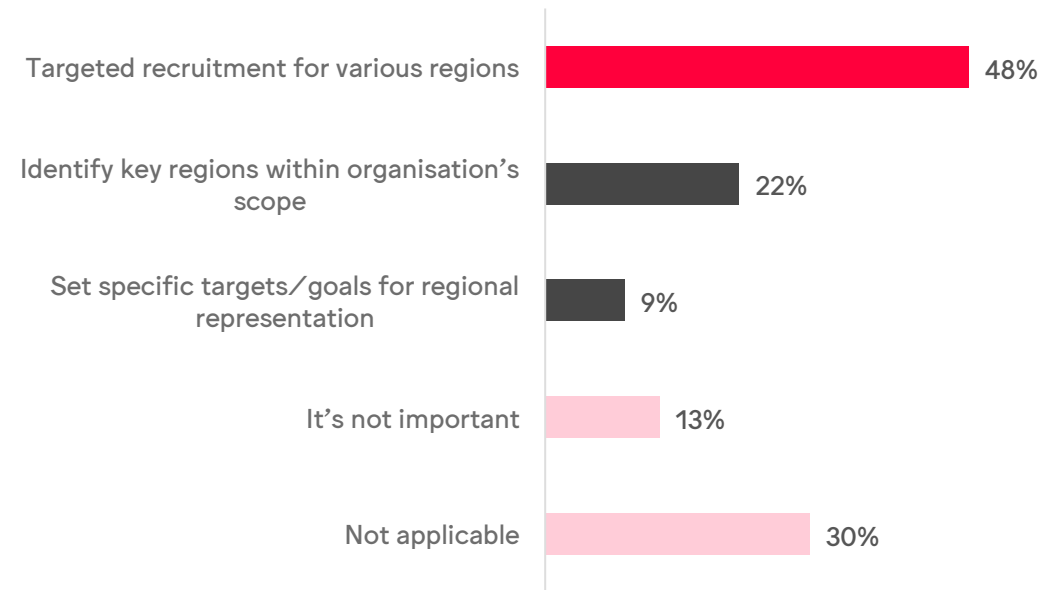 Targeted recruitment for various regions
48%
Identify key regions within organisation’s
scope
22%
Set specific targets/goals for regional
representation
9%
It’s not important
13%
Not applicable
30%